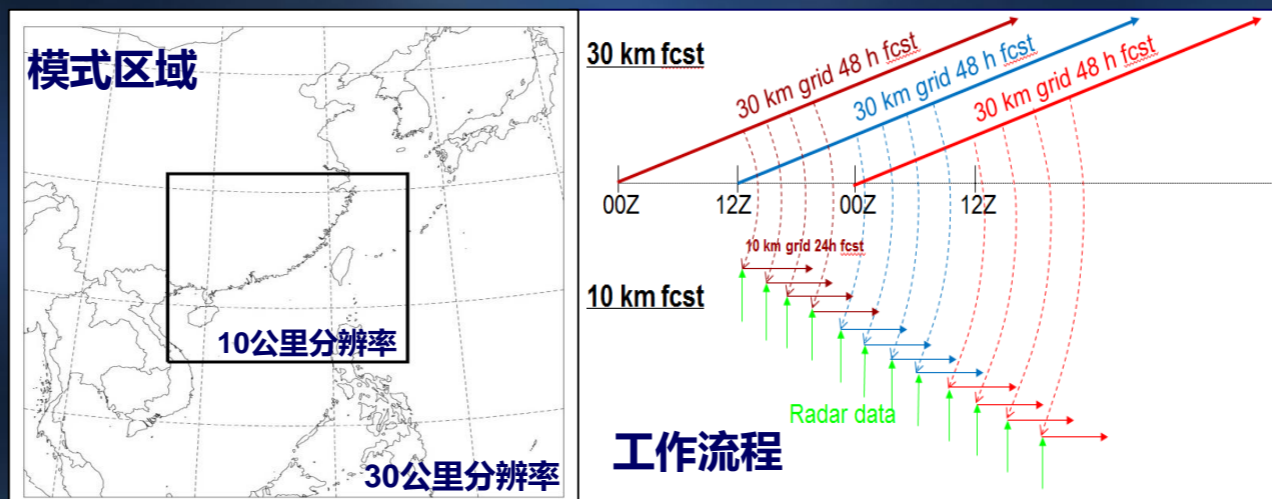 模式区域
10公里分辨率
30公里分辨率
30 km fcst
30 km grid 48 h fcst
30 km grid 48 h fcst
30 km grid 48 h fcst
00Z
12Z
00Z
12Z
10 km grid 24h fcst
10 km fcst
Radar data
工作流程